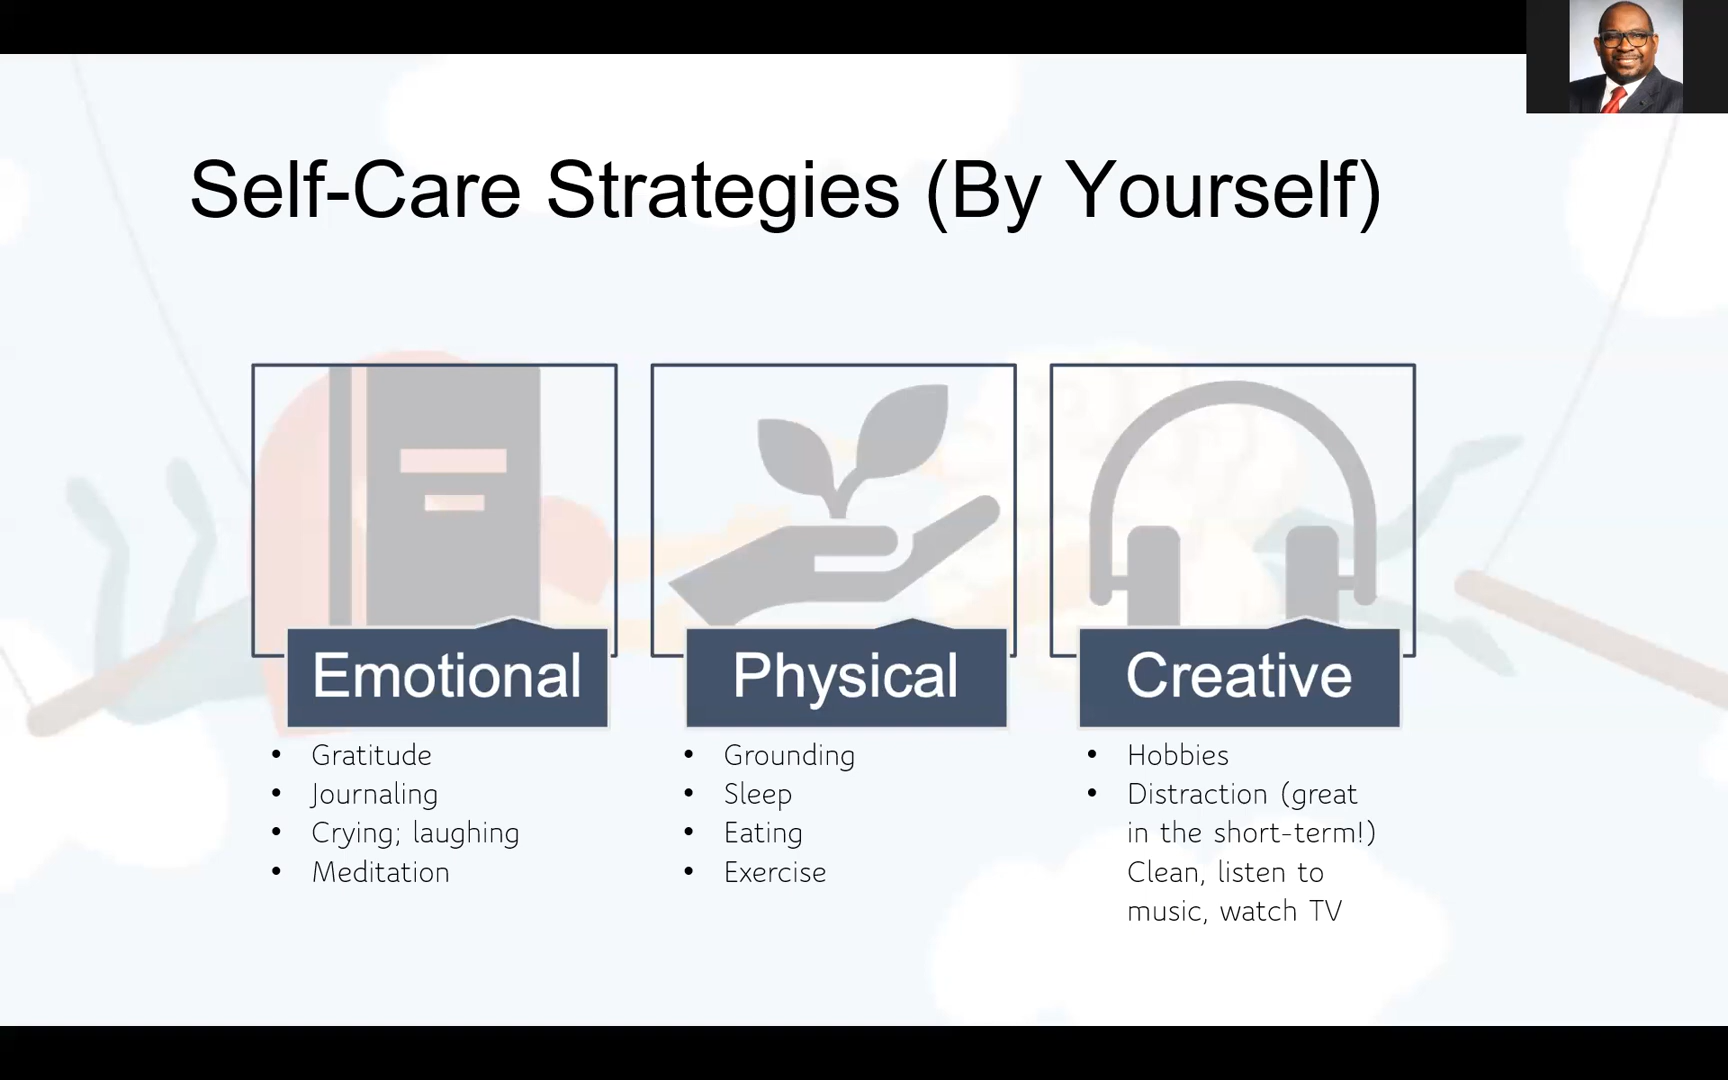 Self-Care Strategies (By Yourself)
Emotional
• Gratitude
• Journaling
• Crying; laughing
• Meditation
Physical
• Grounding
• Sleep
• Eating
• Exercise
Creative
• Hobbies
• Distraction (great
in the short-term!)
Clean, listen to
music, watch TV